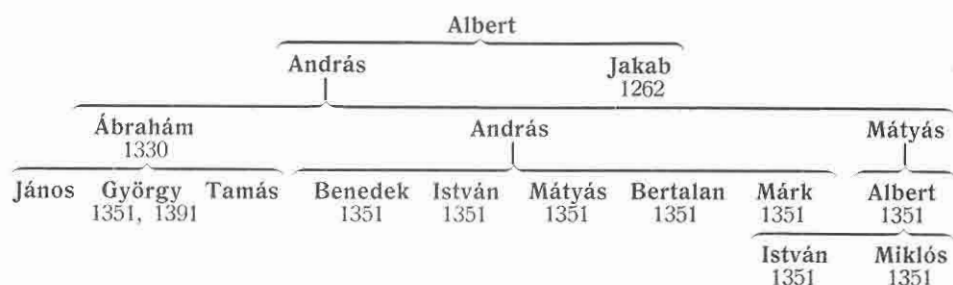 Albert
András Jakab
1262
Ábrahám András Mátyás
1330
János György Tamás Benedek István Mátyás Bertalan Márk Albert
1351, 1391 1351 1351 1351 1351 1351 1351
István Miklós
1351 1351